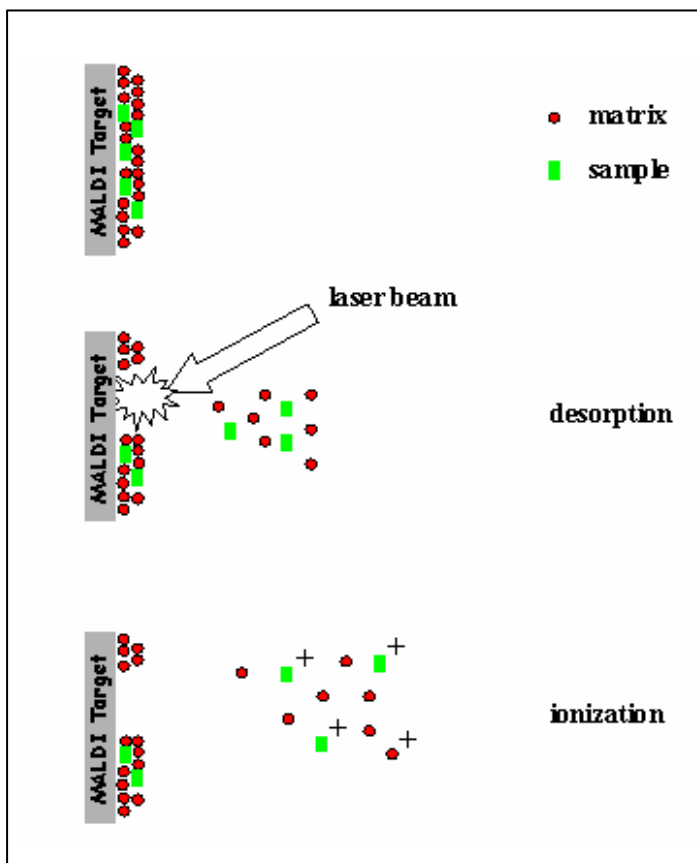 MALDI Target
matrix
sample
laser beam
MALDI Target
desorption
MALDI Target
ionization